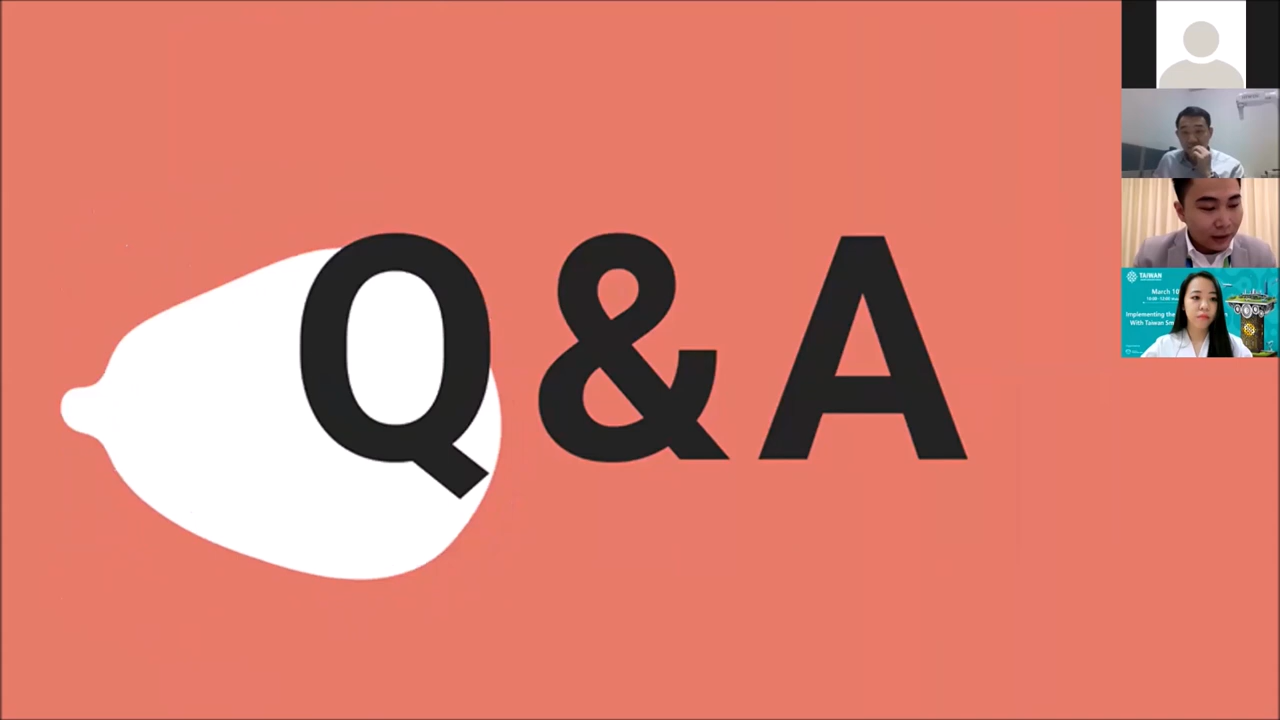 Q&A
TAIWAN
March 10
Implementing the
With Taiwan Sm